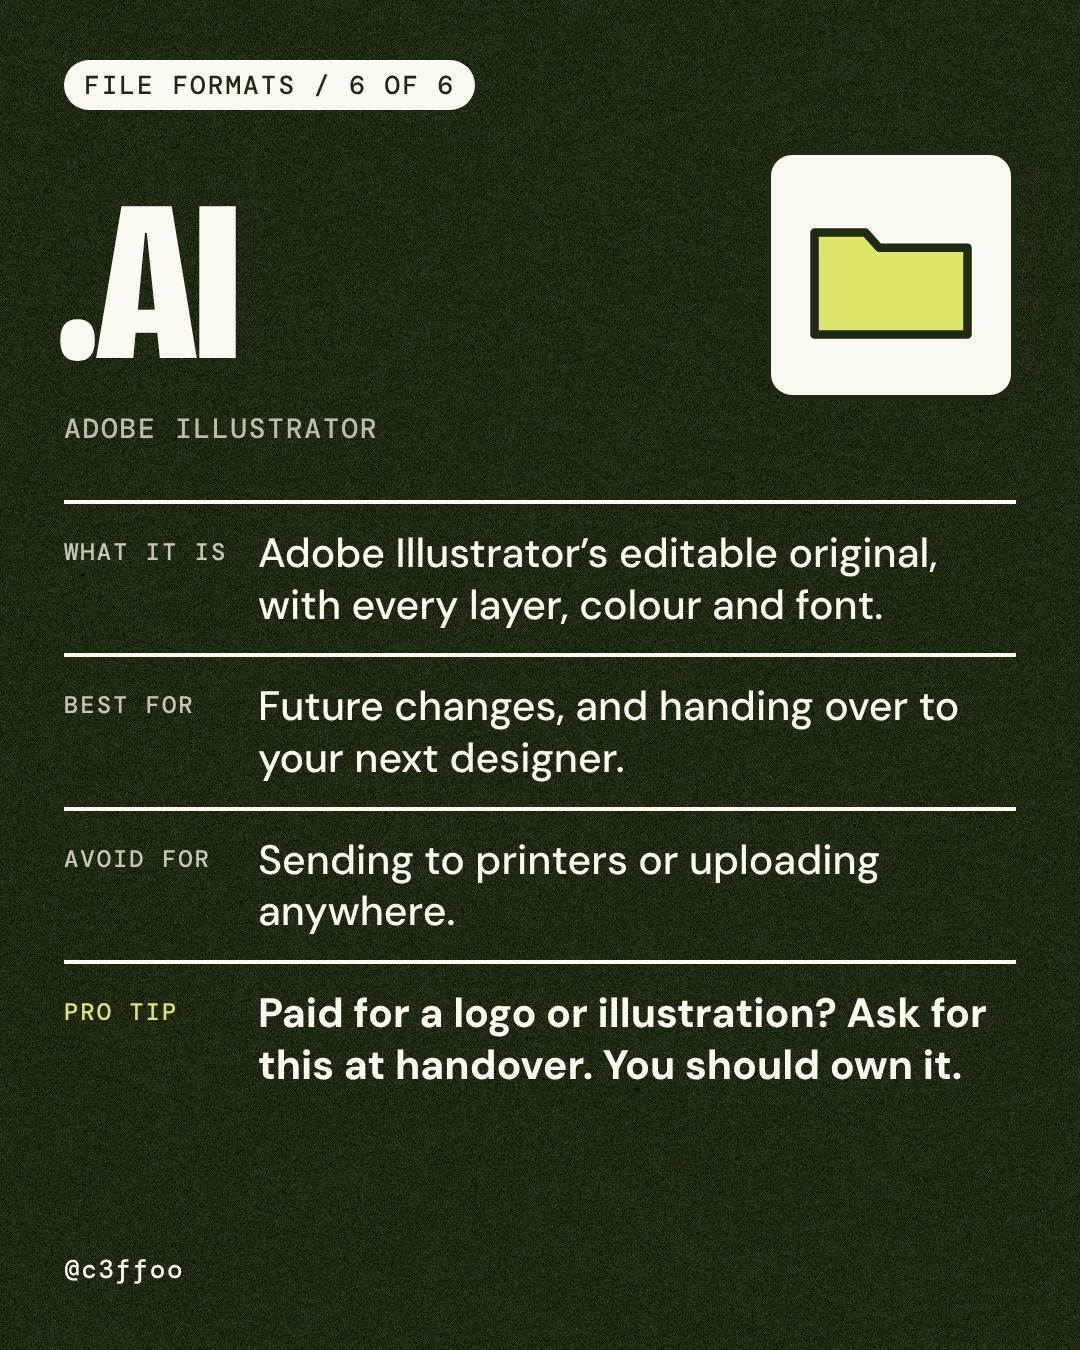 FILE FORMATS / 6 OF 6
.AI
ADOBE ILLUSTRATOR
WHAT IT IS
Adobe Illustrator’s editable original,
with every layer, colour and font.
BEST FOR
Future changes, and handing over to
your next designer.
AVOID FOR
Sending to printers or uploading
anywhere.
PRO TIP
Paid for a logo or illustration? Ask for
this at handover. You should own it.
@c3ffoo